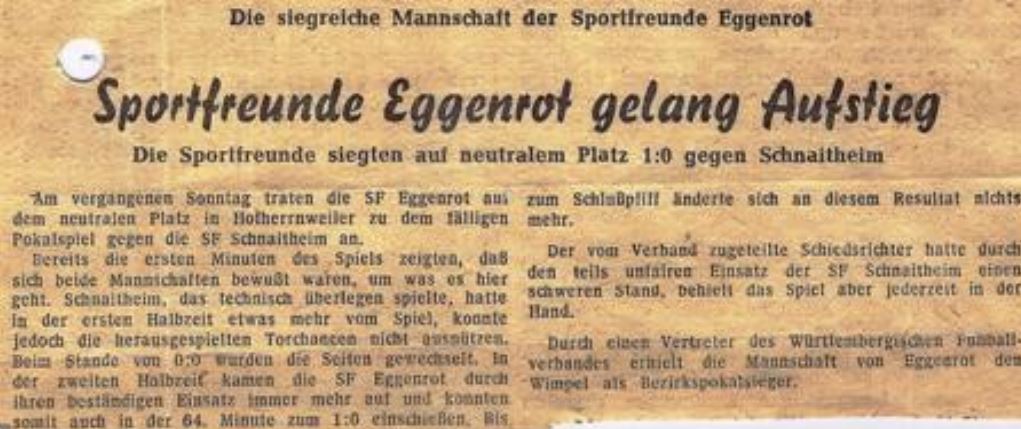 Die siegreiche Mannschaft der Sportfreunde Eggenrot
Sportfreunde Eggenrot gelang Aufstieg
Die Sportfreunde siegten auf neutralem Platz 1:0 gegen Schnaitheim
Am vergangenen Sonntag traten die SF Eggenrot auf
dem neutralen Platz in Hofherrnweiler zu dem fälligen
Pokalspiel gegen die SF Schnaitheim an.
Bereits die ersten Minuten des Spiels zeigten, daß
sich beide Mannschaften bewußt waren, um was es hier
geht. Schnaitheim, das technisch überlegen spielte, hatte
in der ersten Halbzeit etwas mehr vom Spiel, konnte
jedoch die herausgespielten Torchancen nicht ausnützen.
Beim Stande von 0:0 wurden die Seiten gewechselt. In
der zweiten Halbzeit kamen die SF Eggenrot durch
ihren beständigen Einsatz immer mehr auf und konnten
somit auch in der 64. Minute zum 1:0 einschießen. Bis
zum Schlußpfiff änderte sich an diesem Resultat nichts
mehr.
Der vom Verband zugeteilte Schiedsrichter hatte durch
den teils unfairen Einsatz der SF Schnaitheim einen
schweren Stand, behielt das Spiel aber jederzeit in der
Hand.
Durch einen Vertreter des Württembergischen Fußball-
verbandes erhielt die Mannschaft von Eggenrot den
Wimpel als Bezirkspokalsieger.